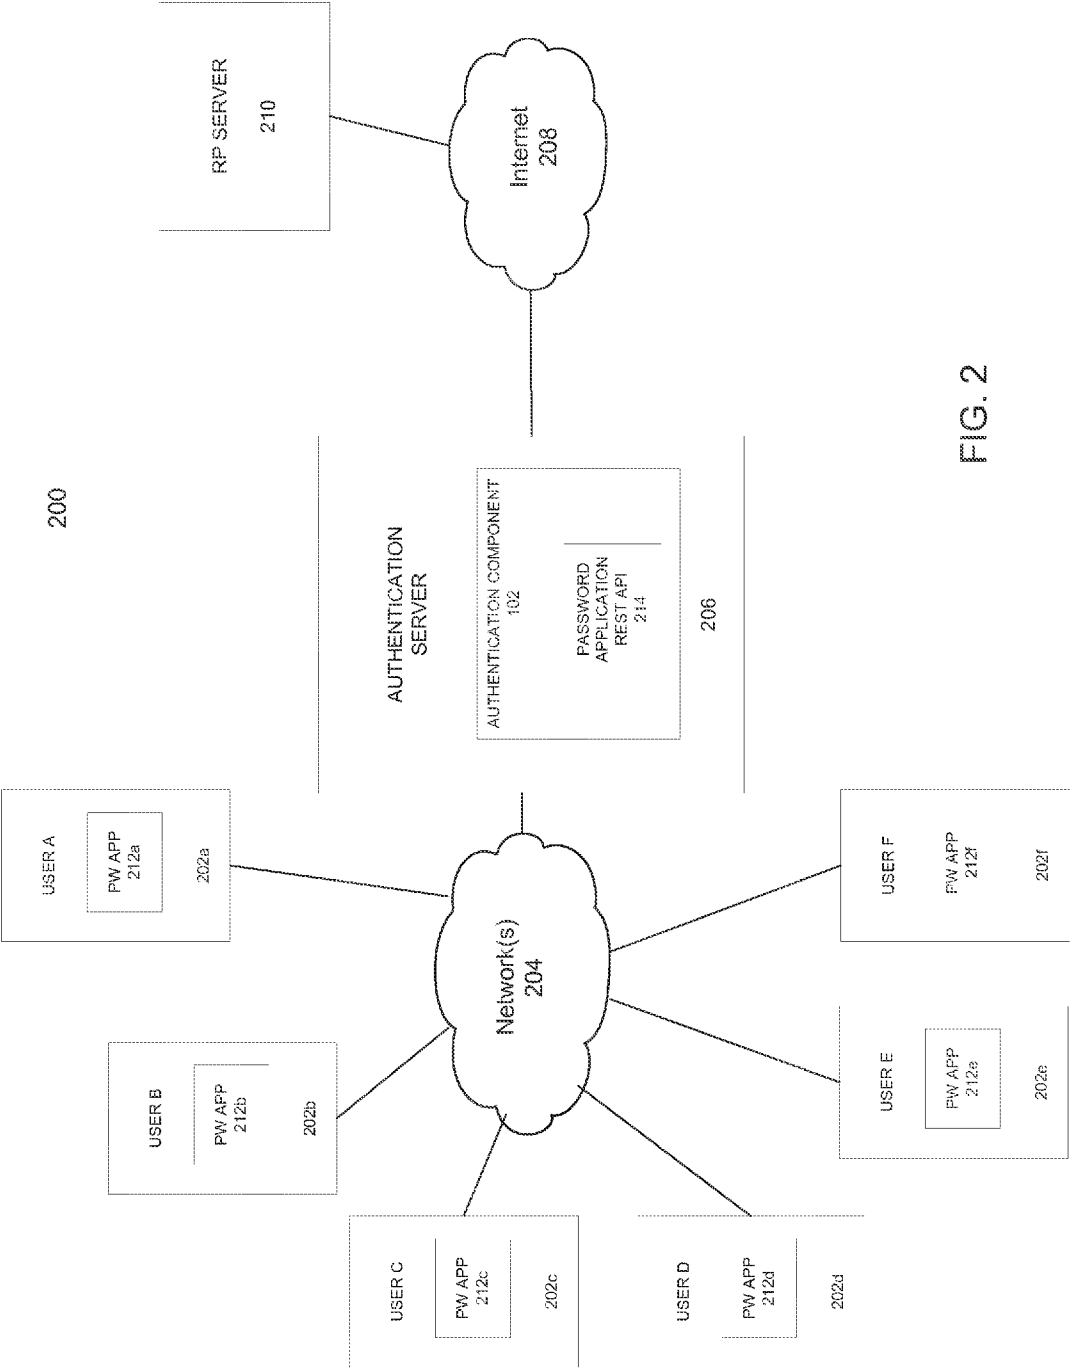 200
USER A
PW APP
212a
202a
USER B
PW APP
212b
202b
USER C
PW APP
212c
202c
USER D
PW APP
212d
202d
USER E
PW APP
212e
202e
USER F
PW APP
212f
202f
Network(s)
204
AUTHENTICATION
SERVER
AUTHENTICATION COMPONENT
102
PASSWORD
APPLICATION
REST API
214
206
Internet
208
RP SERVER
210
FIG. 2